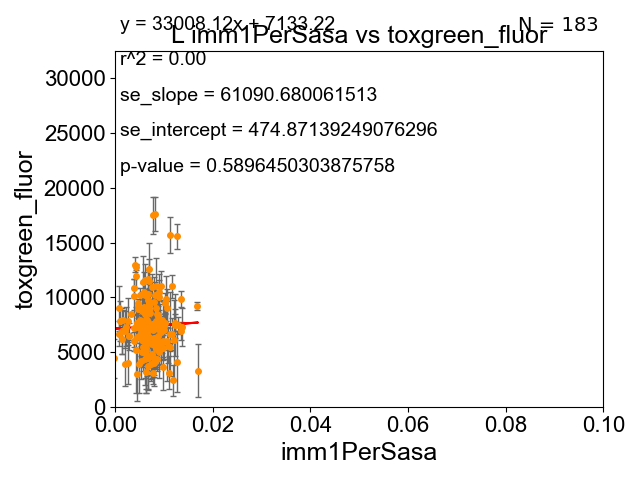 y = 33008.12x + 7133.22
N = 183
L imm1PerSasa vs toxgreen_fluor
r^2 = 0.00
se_slope = 61090.680061513
se_intercept = 474.87139249076296
p-value = 0.5896450303875758
30000
25000
20000
15000
10000
5000
0
toxgreen_fluor
0.00 0.02 0.04 0.06 0.08 0.10
imm1PerSasa